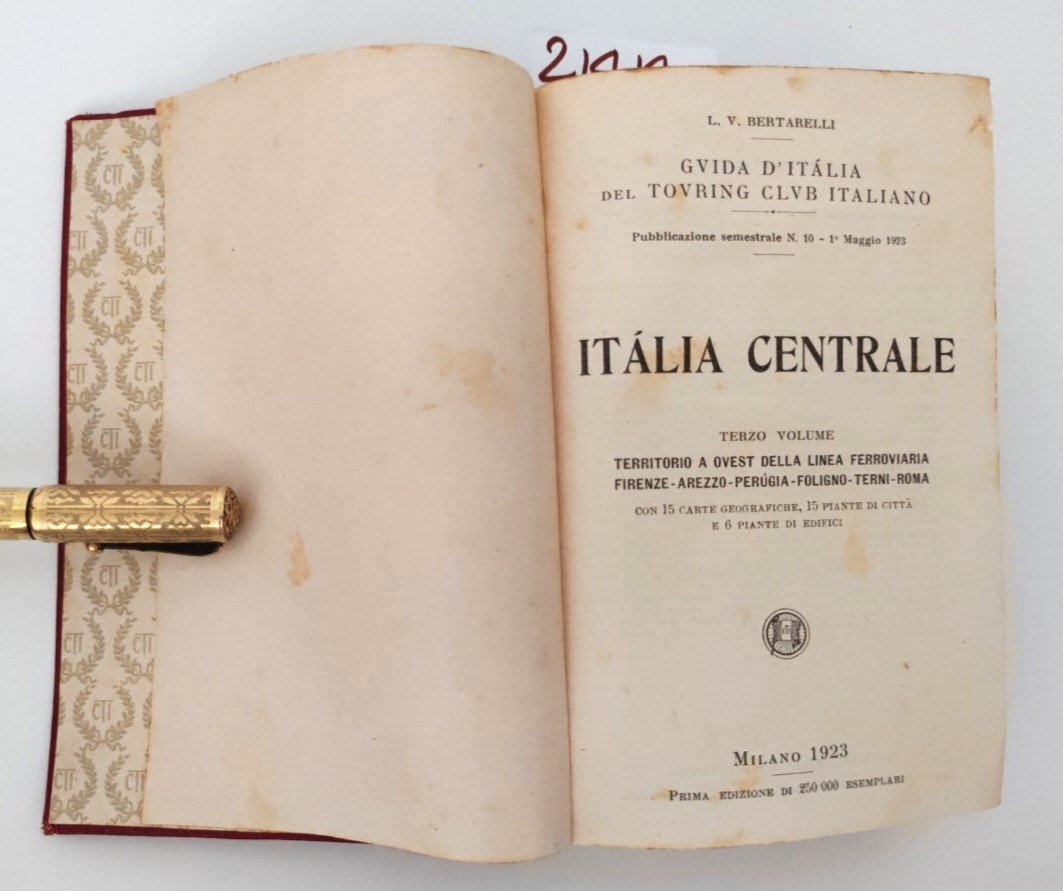 L. V. BERTARELLI
GVIDA D'ITÁLIA
DEL TOVRING CLVB ITALIANO
Pubblicazione semestrale N. 10 - 1º Maggio 1923
ITÁLIA CENTRALE
TERZO VOLUME
TERRITORIO A OVEST DELLA LINEA FERROVIARIA
FIRENZE-AREZZO-PERÚGIA-FOLIGNO-TERNI-ROMA
CON 15 CARTE GEOGRAFICHE, 15 PIANTE DI CITTÀ
E 6 PIANTE DI EDIFICI
MILANO 1923
PRIMA EDIZIONE DI 250 000 ESEMPLARI